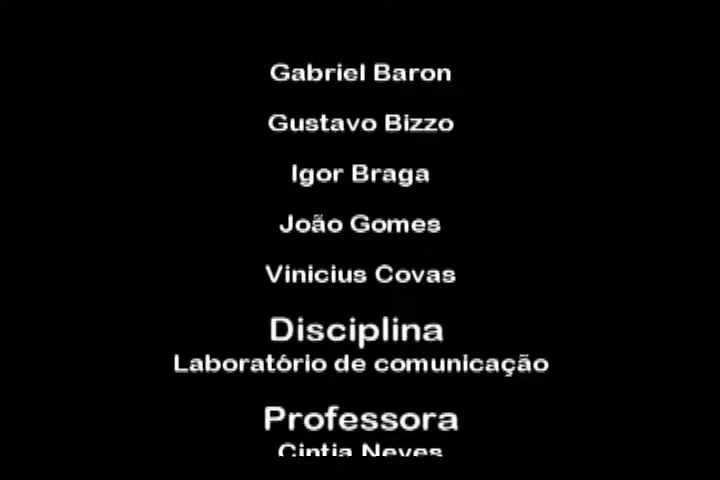 Gabriel Baron
Gustavo Bizzo
Igor Braga
João Gomes
Vinicius Covas
Disciplina
Laboratório de comunicação
Professora
Cintia Neves